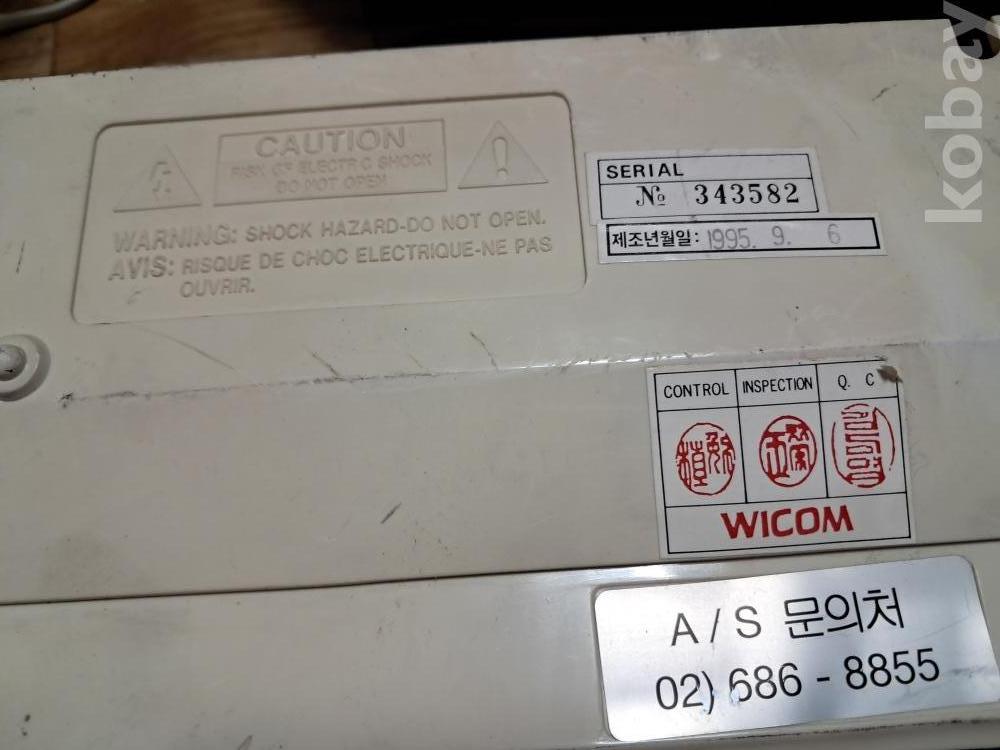 kobay
CAUTION
RISK OF ELECTRIC SHOCK
DO NOT OPEN
WARNING: SHOCK HAZARD-DO NOT OPEN.
AVIS: RISQUE DE CHOC ELECTRIQUE-NE PAS
OUVRIR.
SERIAL
№ 343582
제조년월일: 1995. 9. 6
CONTROL INSPECTION Q. C
WICOM
A / S 문의처
02) 686 - 8855